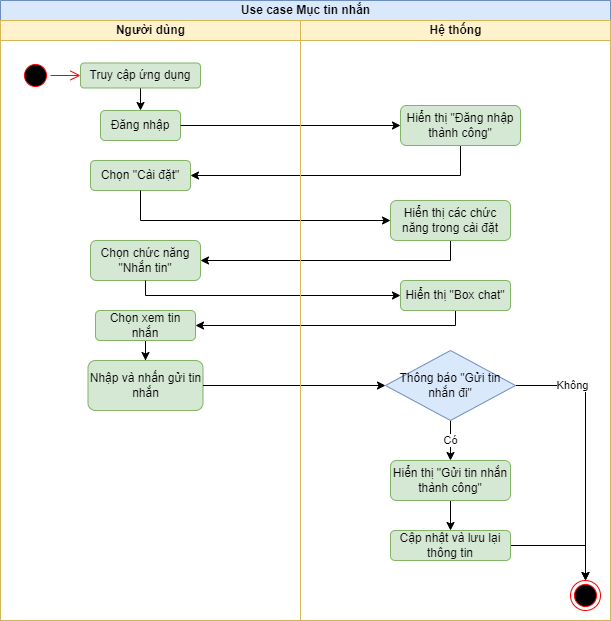 Use case Mục tin nhắn
Người dùng
Hệ thống
Truy cập ứng dụng
Đăng nhập
Hiển thị "Đăng nhập
thành công"
Chọn "Cài đặt"
Hiển thị các chức
năng trong cài đặt
Chọn chức năng
"Nhắn tin"
Hiển thị "Box chat"
Chọn xem tin
nhắn
Nhập và nhấn gửi tin
nhắn
Thông báo "Gửi tin
nhắn đi"
Không
Có
Hiển thị "Gửi tin nhắn
thành công"
Cập nhật và lưu lại
thông tin